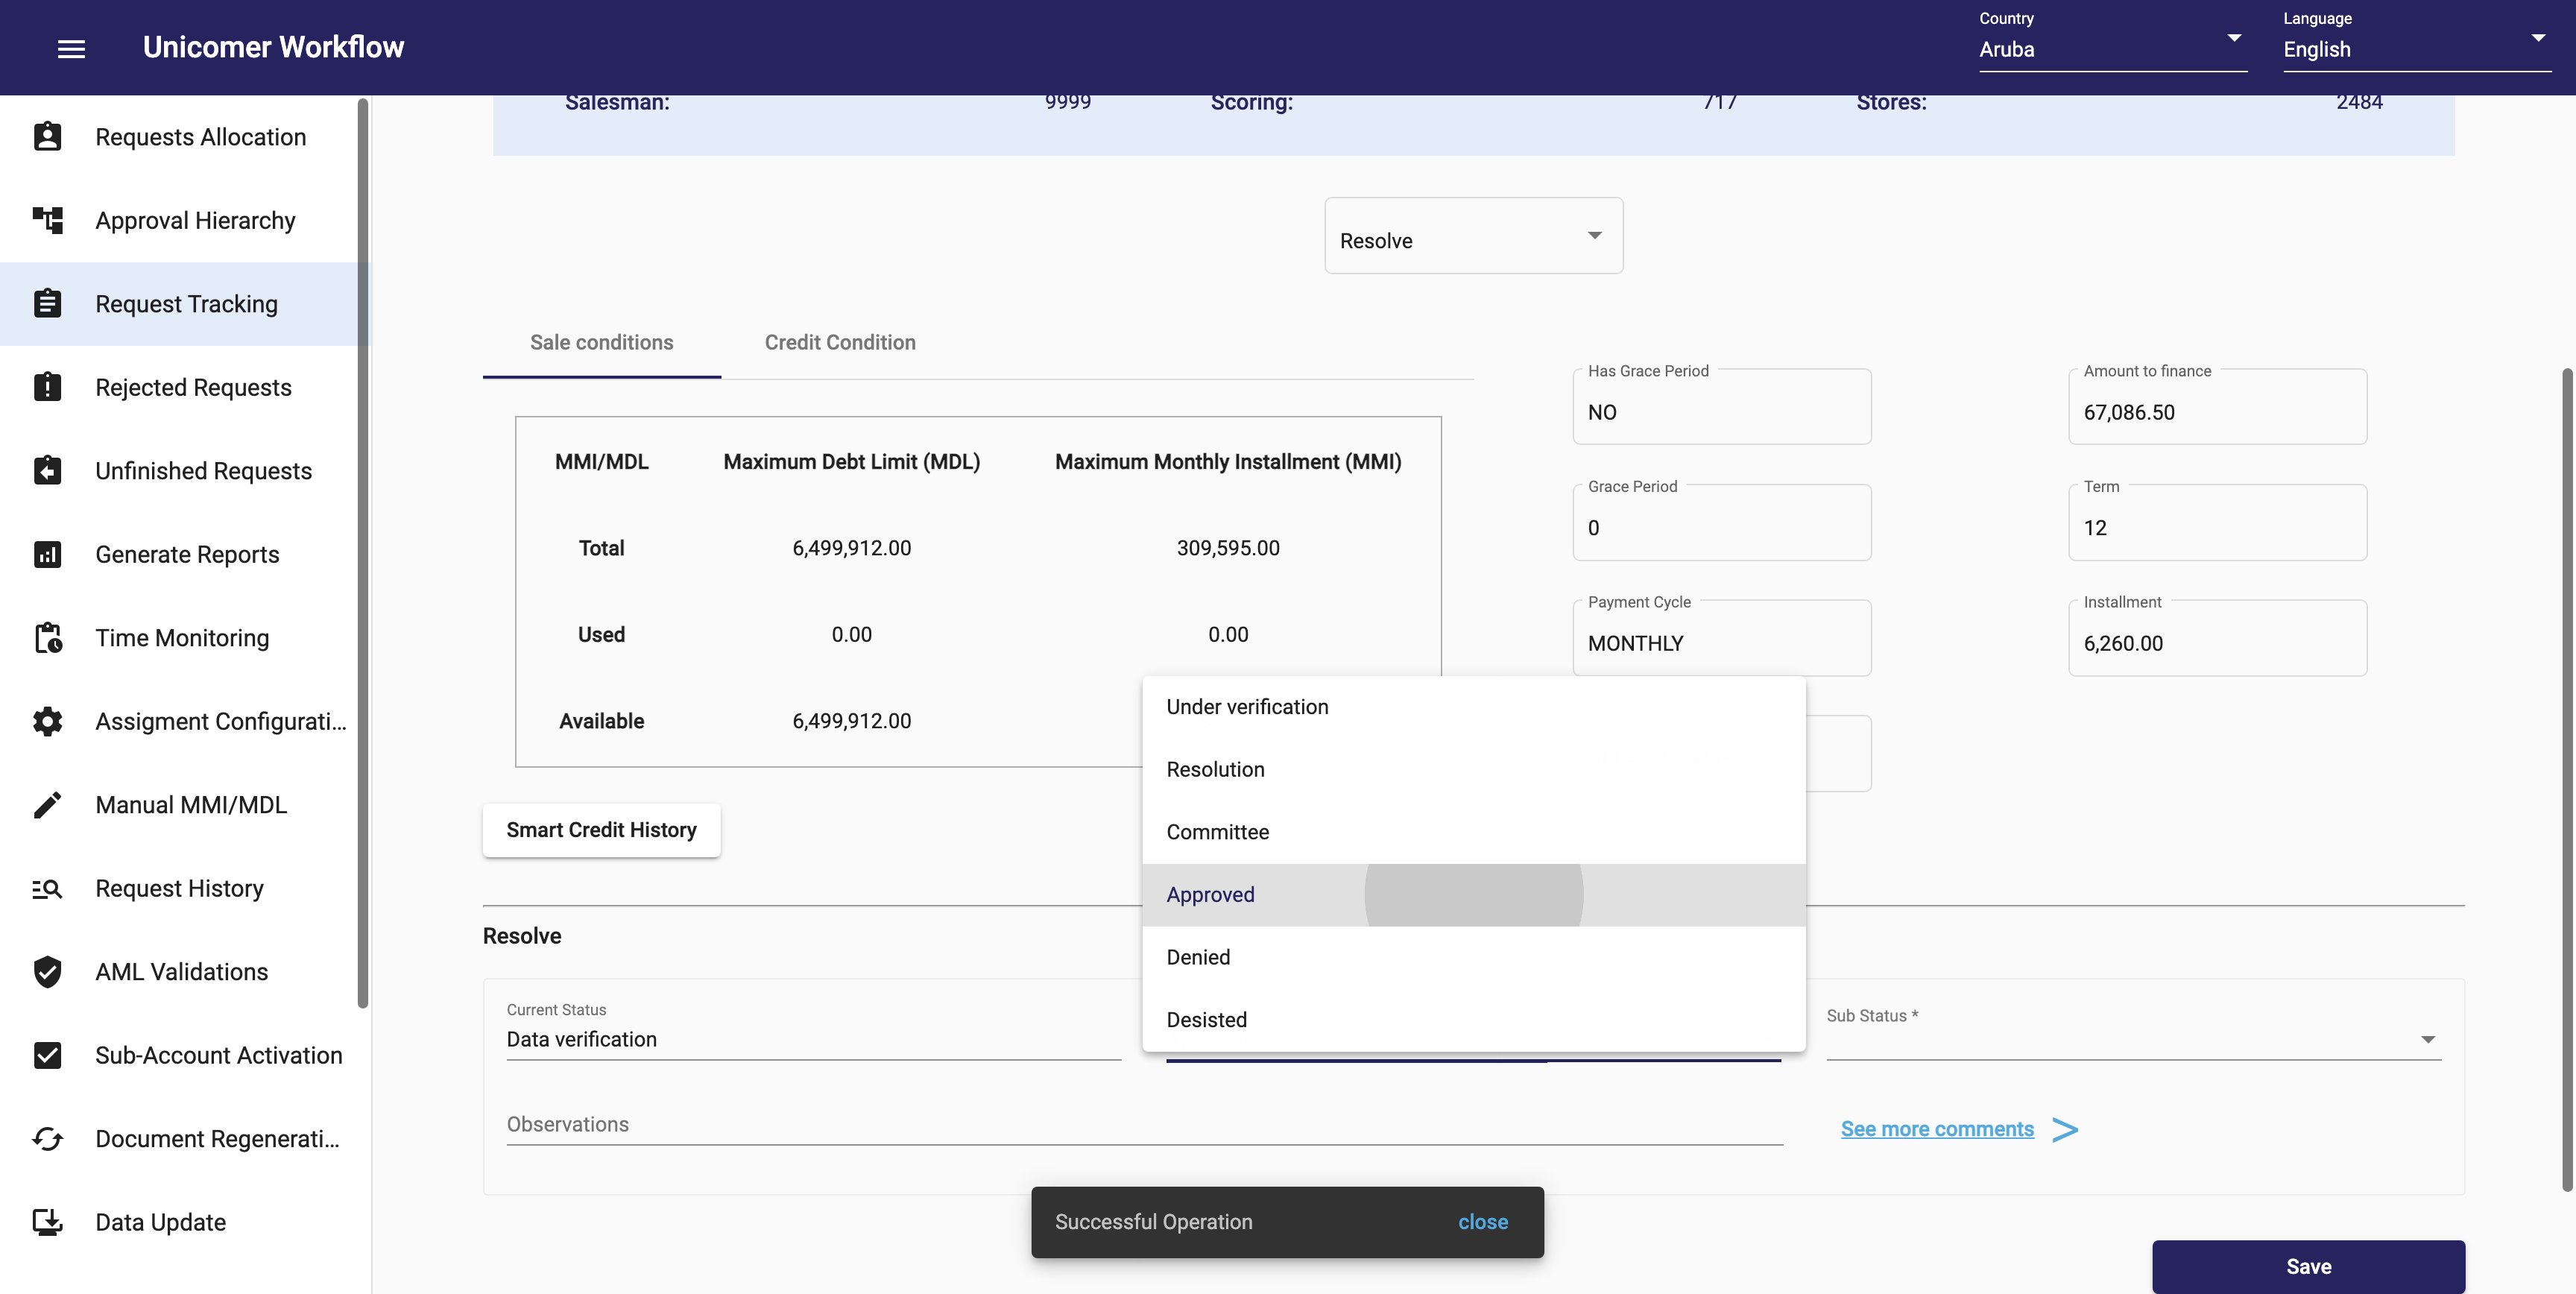 Unicomer Workflow
Country
Aruba
Language
English
Requests Allocation
Approval Hierarchy
Request Tracking
Rejected Requests
Unfinished Requests
Generate Reports
Time Monitoring
Assigment Configurati...
Manual MMI/MDL
Request History
AML Validations
Sub-Account Activation
Document Regenerati...
Data Update
Salesman: 9999 Scoring: 717 Stores: 2484
Resolve
Sale conditions Credit Condition
MMI/MDL Maximum Debt Limit (MDL) Maximum Monthly Installment (MMI)
Total 6,499,912.00 309,595.00
Used 0.00 0.00
Available 6,499,912.00
Has Grace Period
NO
Amount to finance
67,086.50
Grace Period
0
Term
12
Payment Cycle
MONTHLY
Installment
6,260.00
Smart Credit History
Under verification
Resolution
Committee
Approved
Denied
Desisted
Resolve
Current Status
Data verification
Sub Status *
Observations
See more comments >
Successful Operation close
Save